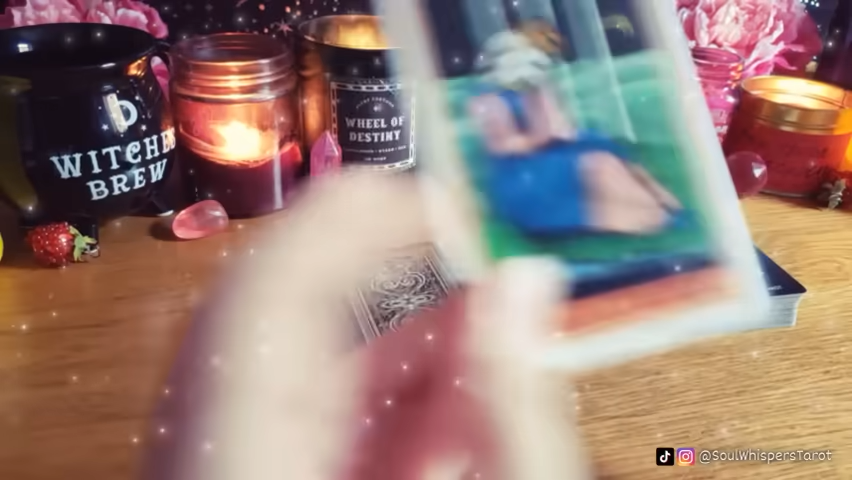 WITCHES
BREW
WHEEL OF
DESTINY
@SoulWhispersTarot